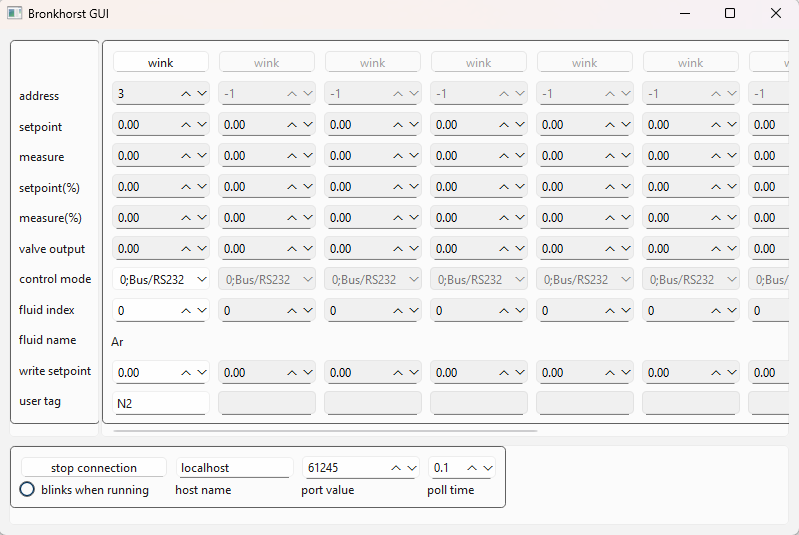 Bronkhorst GUI
wink wink wink wink wink wink w
address 3 -1 -1 -1 -1 -1 -1
setpoint 0.00 0.00 0.00 0.00 0.00 0.00 0.00
measure 0.00 0.00 0.00 0.00 0.00 0.00 0.00
setpoint(%) 0.00 0.00 0.00 0.00 0.00 0.00 0.00
measure(%) 0.00 0.00 0.00 0.00 0.00 0.00 0.00
valve output 0.00 0.00 0.00 0.00 0.00 0.00 0.00
control mode 0;Bus/RS232 0;Bus/RS232 0;Bus/RS232 0;Bus/RS232 0;Bus/RS232 0;Bus/RS232 0;Bus/
fluid index 0 0 0 0 0 0 0
fluid name Ar
write setpoint 0.00 0.00 0.00 0.00 0.00 0.00 0.00
user tag N2
stop connection localhost 61245 0.1
blinks when running host name port value poll time